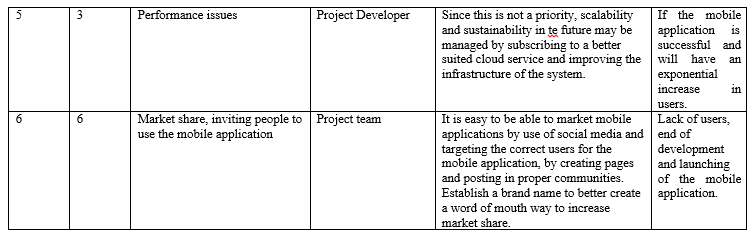 5 3 Performance issues Project Developer Since this is not a priority, scalability If the mobile
and sustainability in te future may be application is
managed by subscribing to a better successful and
suited cloud service and improving the will have an
infrastructure of the system. exponential
increase in
users.
6 6 Market share, inviting people to Project team It is easy to be able to market mobile Lack of users,
use the mobile application applications by use of social media and end of
targeting the correct users for the development
mobile application, by creating pages and launching
and posting in proper communities. of the mobile
Establish a brand name to better create application.
a word of mouth way to increase
market share.